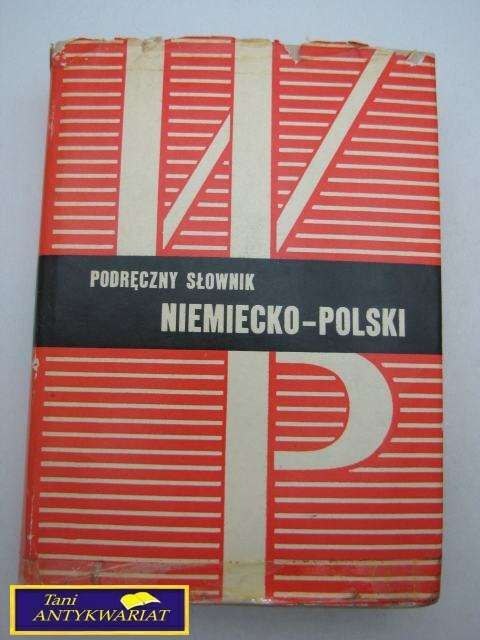 PODRĘCZNY SŁOWNIK
NIEMIECKO-POLSKI
Tani
ANTYKWARIAT